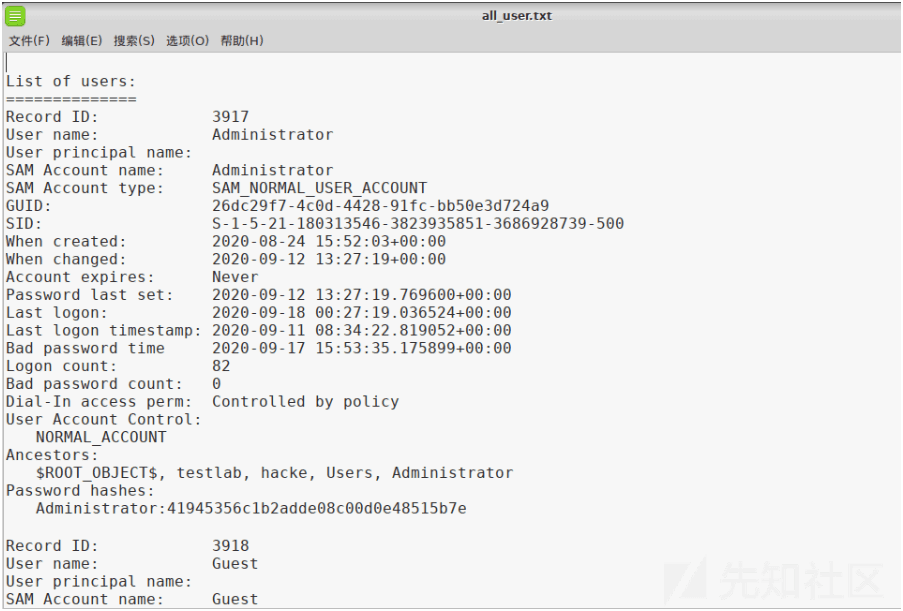 all_user.txt
文件(F) 编辑(E) 搜索(S) 选项(O) 帮助(H)
List of users:
==============
Record ID: 3917
User name: Administrator
User principal name:
SAM Account name: Administrator
SAM Account type: SAM_NORMAL_USER_ACCOUNT
GUID: 26dc29f7-4c0d-4428-91fc-bb50e3d724a9
SID: S-1-5-21-180313546-3823935851-3686928739-500
When created: 2020-08-24 15:52:03+00:00
When changed: 2020-09-12 13:27:19+00:00
Account expires: Never
Password last set: 2020-09-12 13:27:19.769600+00:00
Last logon: 2020-09-18 00:27:19.036524+00:00
Last logon timestamp: 2020-09-11 08:34:22.819052+00:00
Bad password time 2020-09-17 15:53:35.175899+00:00
Logon count: 82
Bad password count: 0
Dial-In access perm: Controlled by policy
User Account Control:
NORMAL_ACCOUNT
Ancestors:
$ROOT_OBJECT$, testlab, hacke, Users, Administrator
Password hashes:
Administrator:41945356c1b2adde08c00d0e48515b7e
Record ID: 3918
User name: Guest
User principal name:
SAM Account name: Guest
先知社区